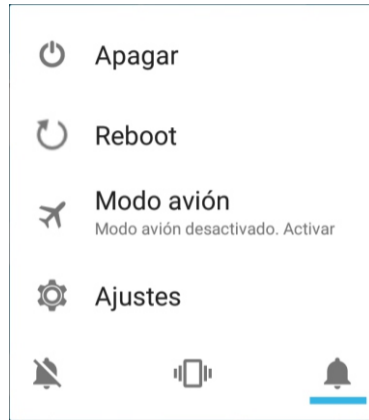 Apagar
Reboot
Modo avión
Modo avión desactivado. Activar
Ajustes